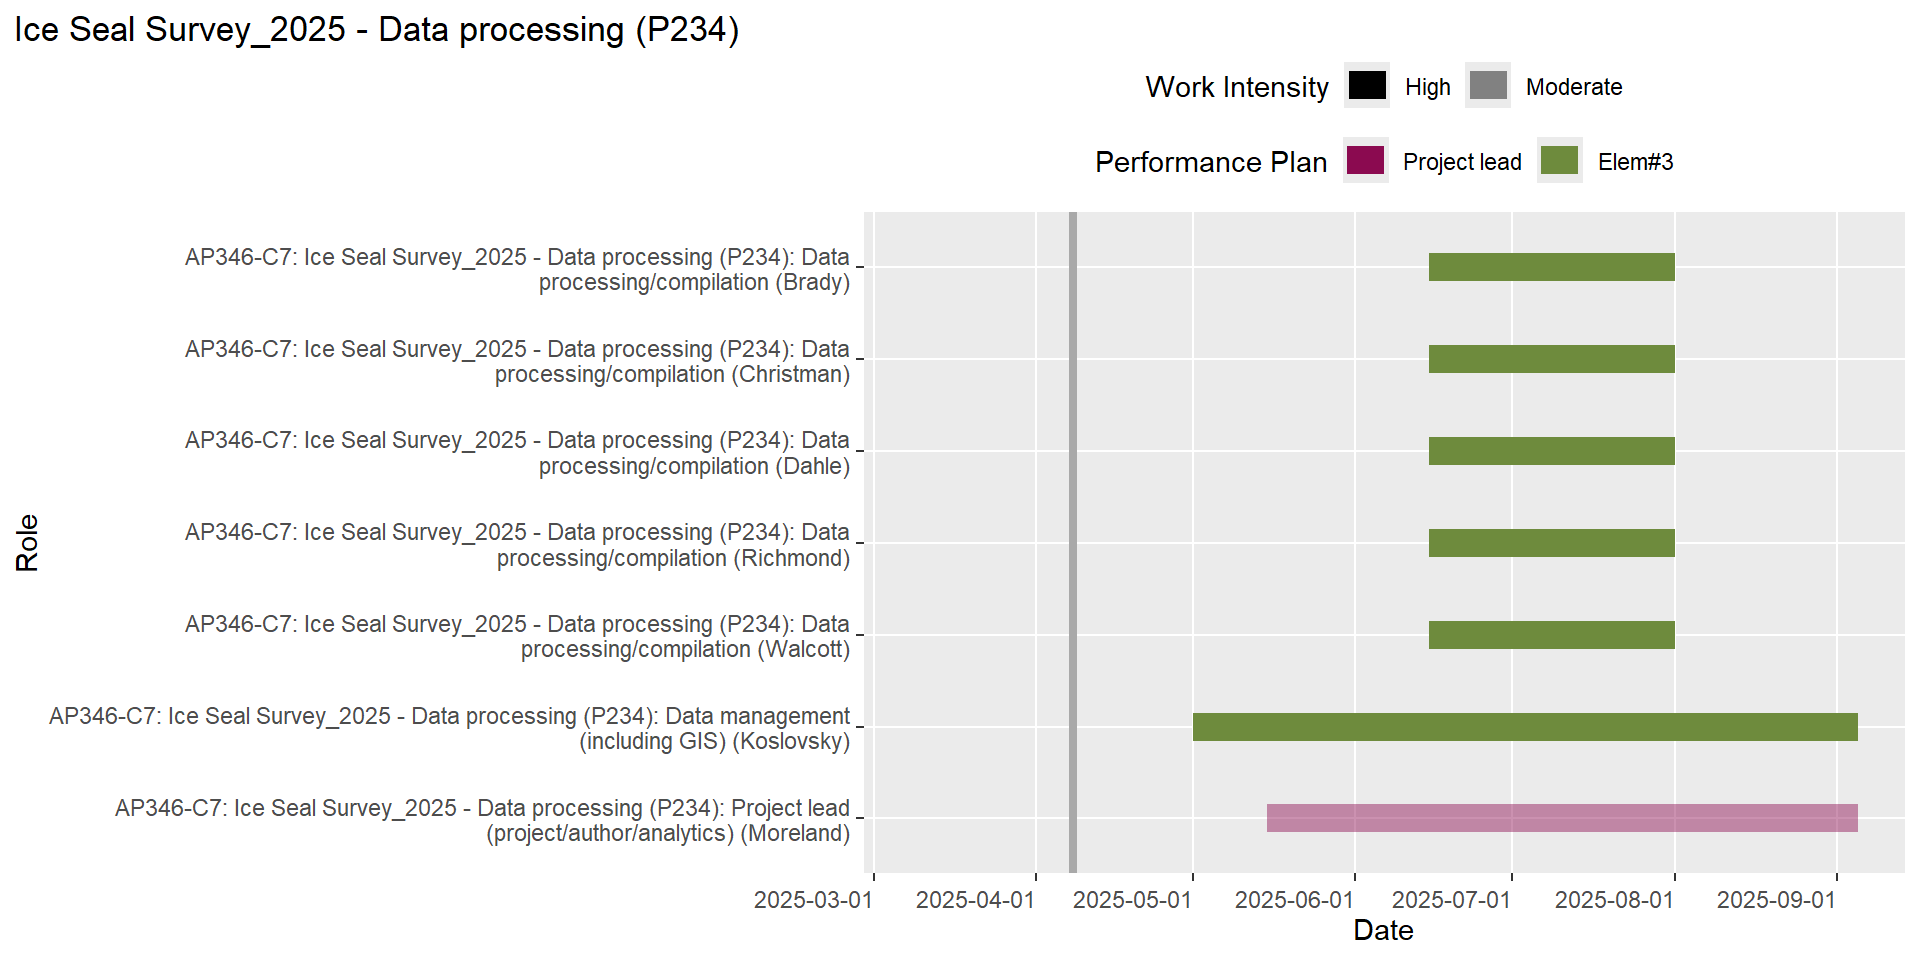 Ice Seal Survey_2025 - Data processing (P234)
Work Intensity High Moderate
Performance Plan Project lead Elem#3
AP346-C7: Ice Seal Survey_2025 - Data processing (P234): Data
processing/compilation (Brady)
AP346-C7: Ice Seal Survey_2025 - Data processing (P234): Data
processing/compilation (Christman)
AP346-C7: Ice Seal Survey_2025 - Data processing (P234): Data
processing/compilation (Dahle)
AP346-C7: Ice Seal Survey_2025 - Data processing (P234): Data
processing/compilation (Richmond)
AP346-C7: Ice Seal Survey_2025 - Data processing (P234): Data
processing/compilation (Walcott)
AP346-C7: Ice Seal Survey_2025 - Data processing (P234): Data management
(including GIS) (Koslovsky)
AP346-C7: Ice Seal Survey_2025 - Data processing (P234): Project lead
(project/author/analytics) (Moreland)
Role
2025-03-01 2025-04-01 2025-05-01 2025-06-01 2025-07-01 2025-08-01 2025-09-01
Date